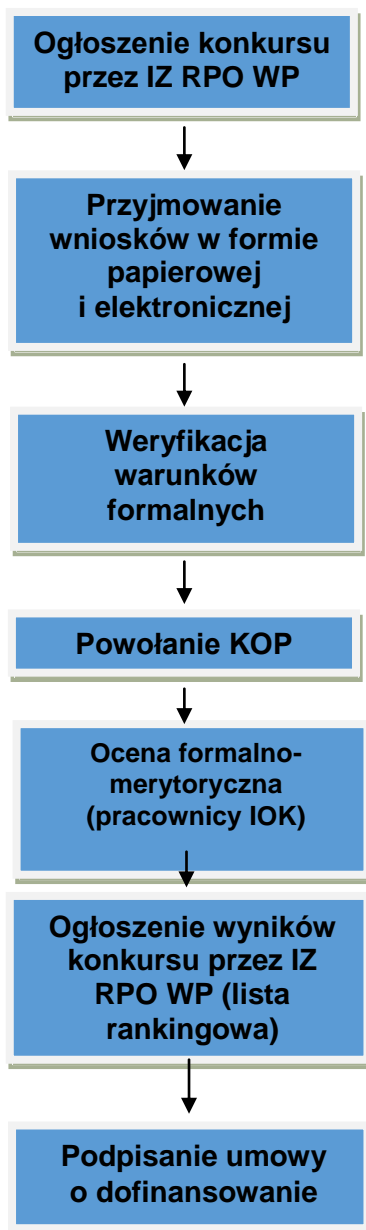 Ogłoszenie konkursu
przez IZ RPO WP
Przyjmowanie
wniosków w formie
papierowej
i elektronicznej
Weryfikacja
warunków
formalnych
Powołanie KOP
Ocena formalno-
merytoryczna
(pracownicy IOK)
Ogłoszenie wyników
konkursu przez IZ
RPO WP (lista
rankingowa)
Podpisanie umowy
o dofinansowanie